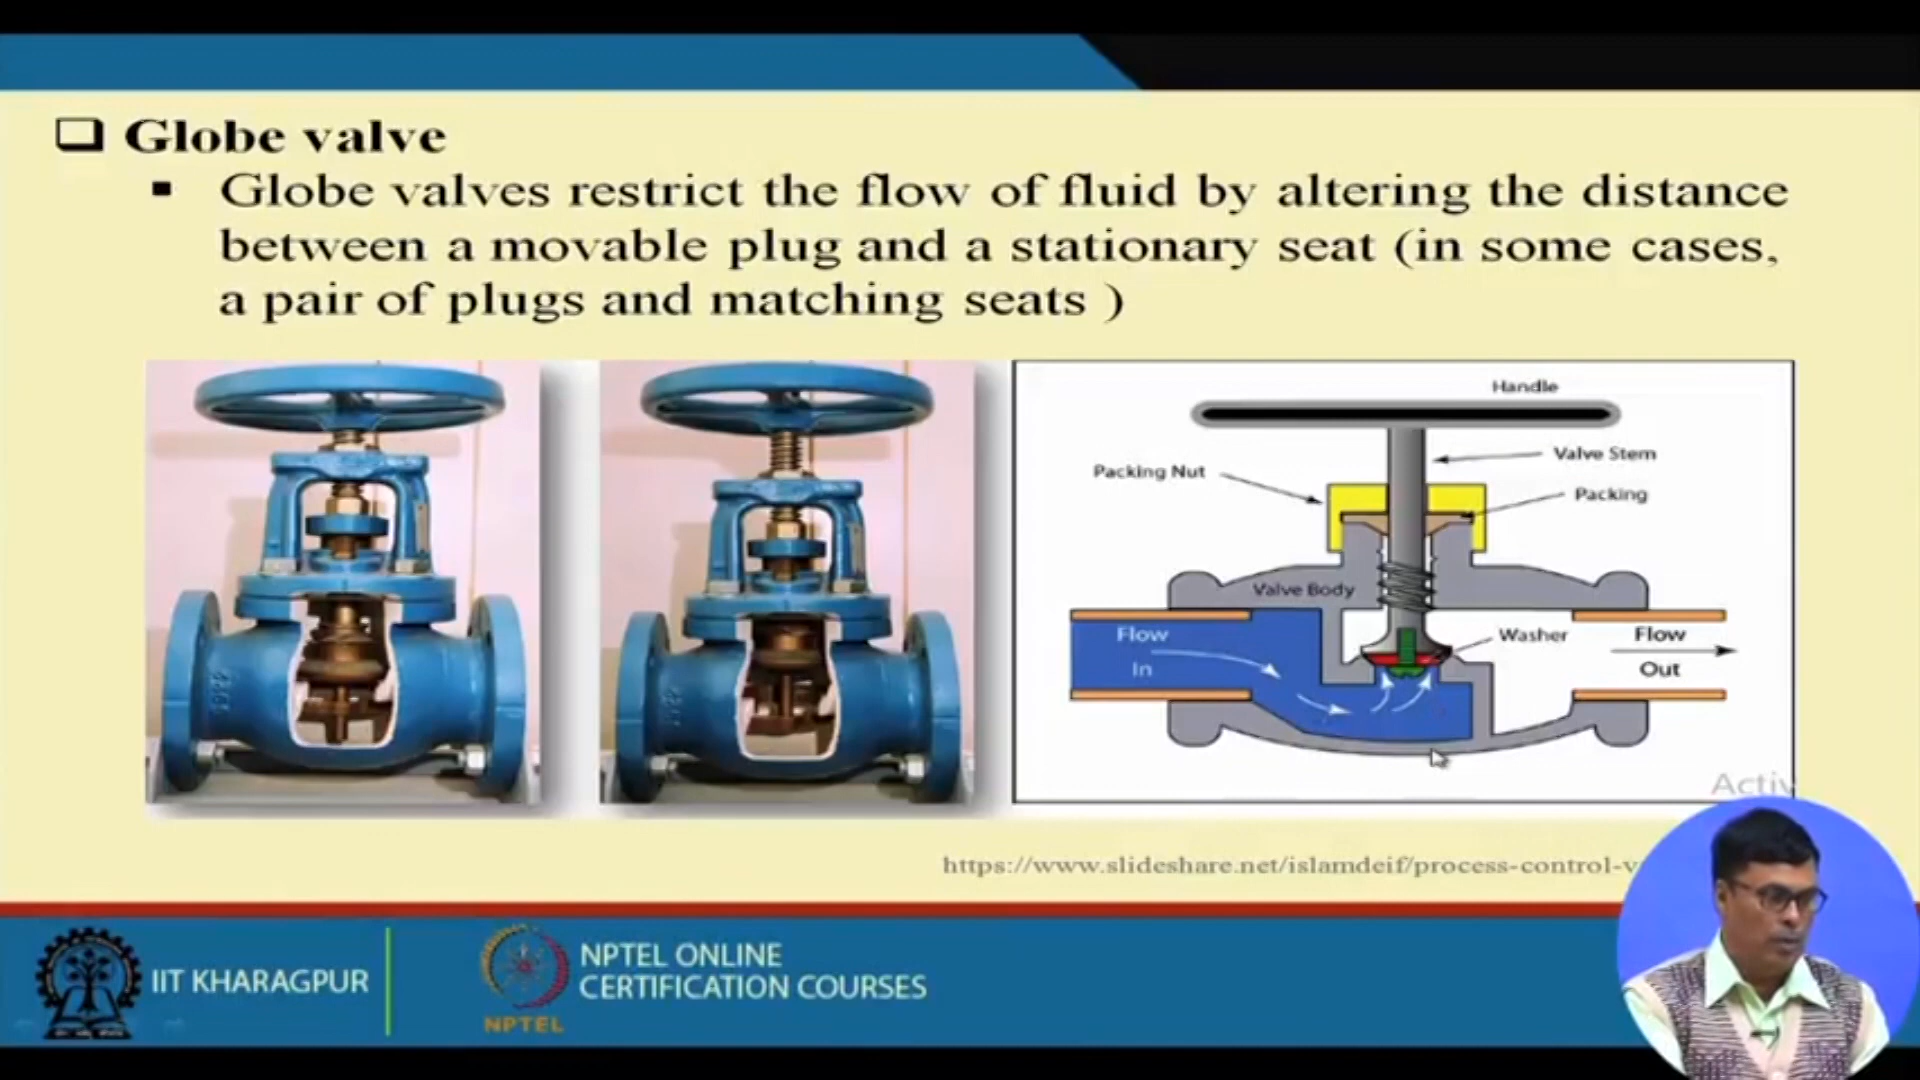 Globe valve
Globe valves restrict the flow of fluid by altering the distance
between a movable plug and a stationary seat (in some cases,
a pair of plugs and matching seats )
Handle
Valve Stem
Packing Nut
Packing
Valve Body
Flow
In
Washer
Flow
Out
Activ
https://www.slideshare.net/islamdeif/process-control-v
IIT KHARAGPUR
NPTEL ONLINE
CERTIFICATION COURSES
NPTEL